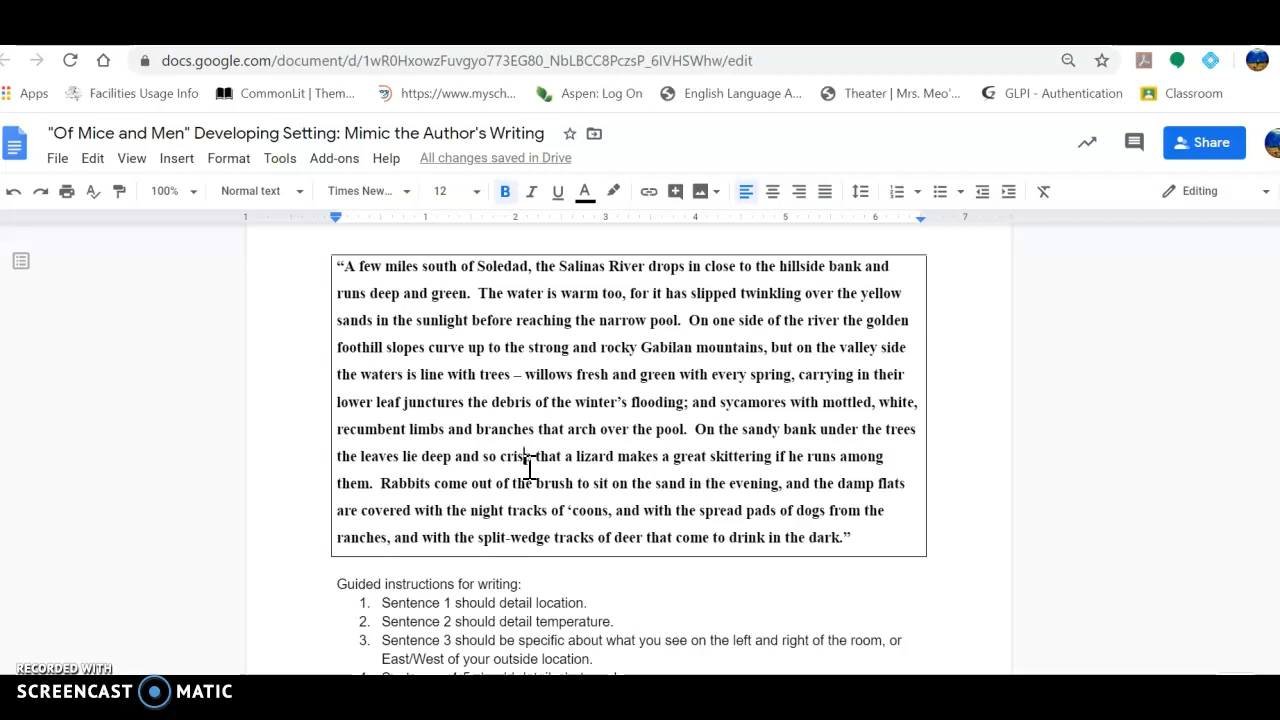 docs.google.com/document/d/1wR0HxowzFuvgyo773EG80_NbLBCC8PczsP_6IVHSWhw/edit
Apps Facilities Usage Info CommonLit | Them... https://www.mysch... Aspen: Log On English Language A... Theater | Mrs. Meo'... GLPI - Authentication Classroom
"Of Mice and Men" Developing Setting: Mimic the Author's Writing
Share
File Edit View Insert Format Tools Add-ons Help All changes saved in Drive
100% Normal text Times New... 12 B I U A Editing
1 1 2 3 4 5 6 7
“A few miles south of Soledad, the Salinas River drops in close to the hillside bank and
runs deep and green. The water is warm too, for it has slipped twinkling over the yellow
sands in the sunlight before reaching the narrow pool. On one side of the river the golden
foothill slopes curve up to the strong and rocky Gabilan mountains, but on the valley side
the waters is line with trees – willows fresh and green with every spring, carrying in their
lower leaf junctures the debris of the winter’s flooding; and sycamores with mottled, white,
recumbent limbs and branches that arch over the pool. On the sandy bank under the trees
the leaves lie deep and so crisp that a lizard makes a great skittering if he runs among
them. Rabbits come out of the brush to sit on the sand in the evening, and the damp flats
are covered with the night tracks of ‘coons, and with the spread pads of dogs from the
ranches, and with the split-wedge tracks of deer that come to drink in the dark.”
Guided instructions for writing:
1. Sentence 1 should detail location.
2. Sentence 2 should detail temperature.
3. Sentence 3 should be specific about what you see on the left and right of the room, or
East/West of your outside location.
RECORDED WITH
SCREENCAST MATIC